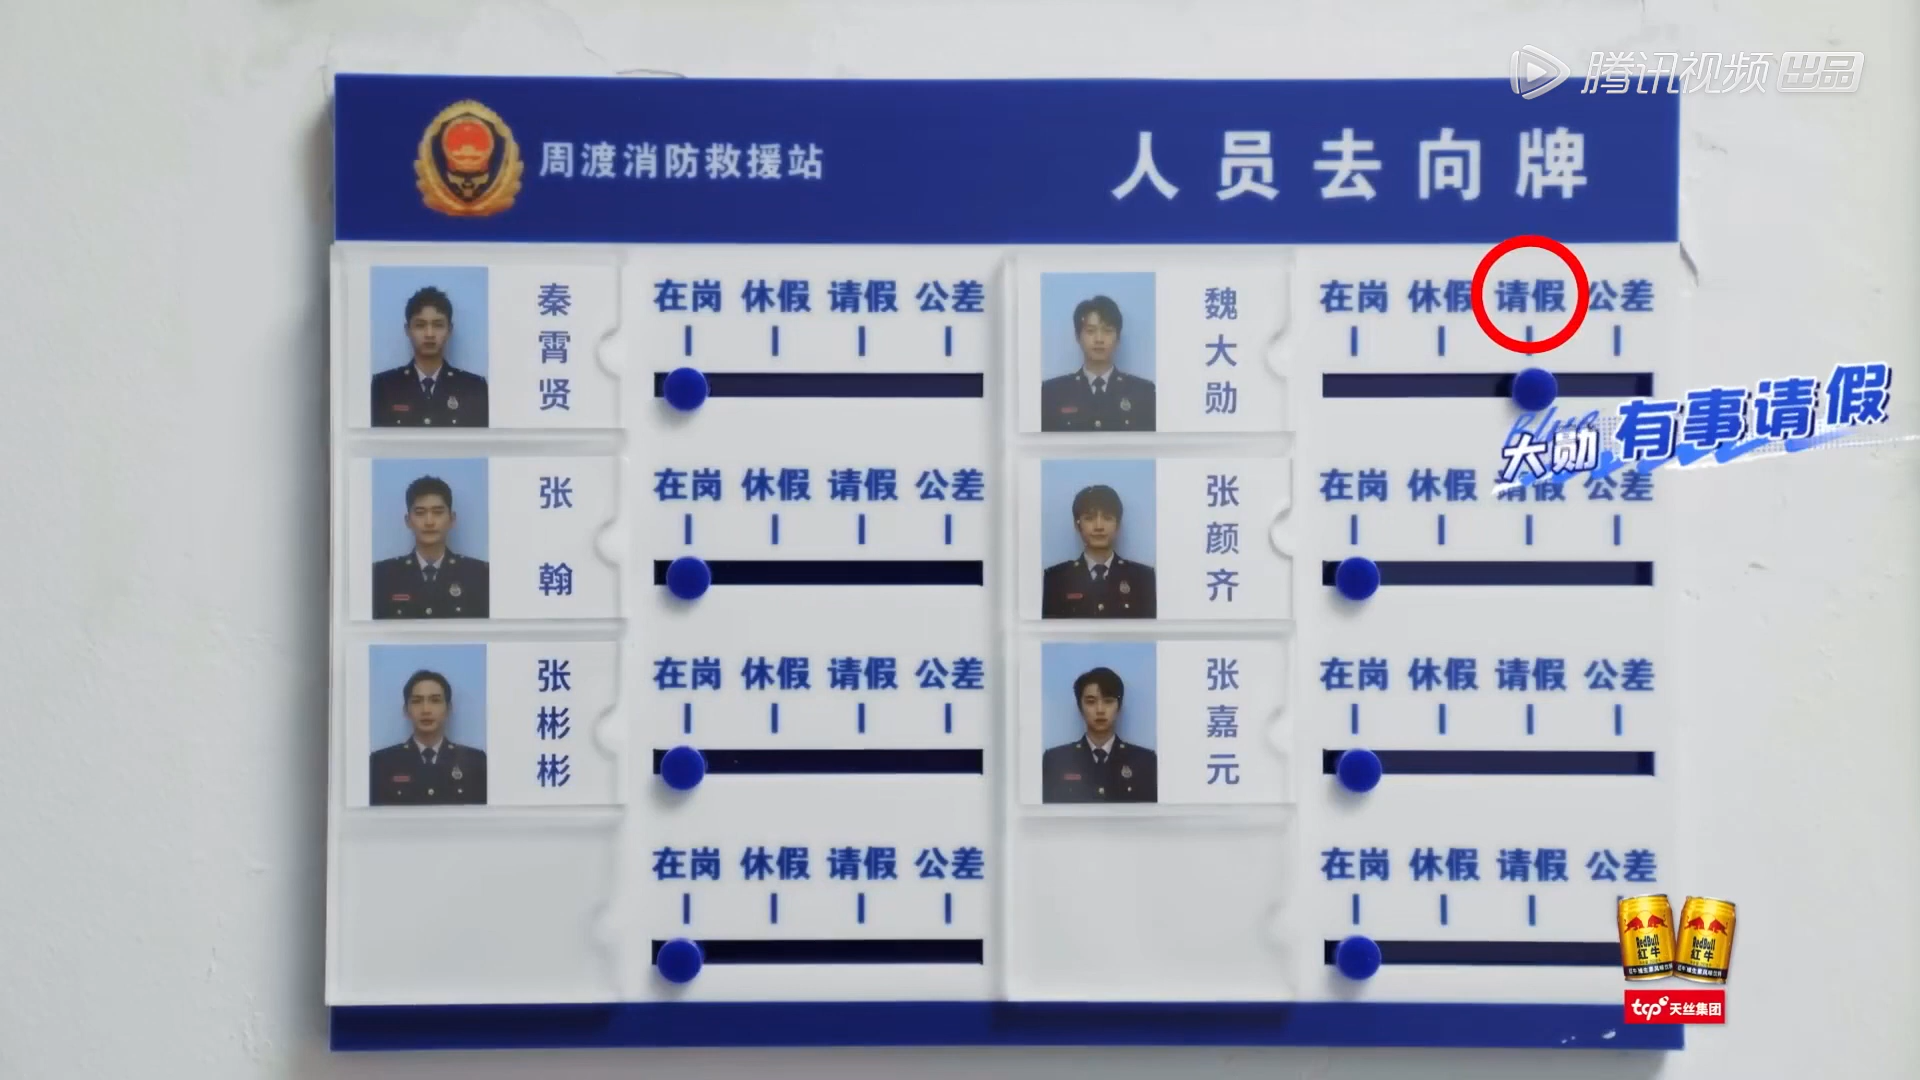 腾讯视频 出品
周渡消防救援站
人员去向牌
秦霄贤
在岗 休假 请假 公差
魏大勋
在岗 休假 请假 公差
大勋 有事请假
张翰
在岗 休假 请假 公差
张颜齐
在岗 休假 请假 公差
张彬彬
在岗 休假 请假 公差
张嘉元
在岗 休假 请假 公差
在岗 休假 请假 公差
在岗 休假 请假 公差
RedBull
红牛
RedBull
红牛
tcp 天丝集团